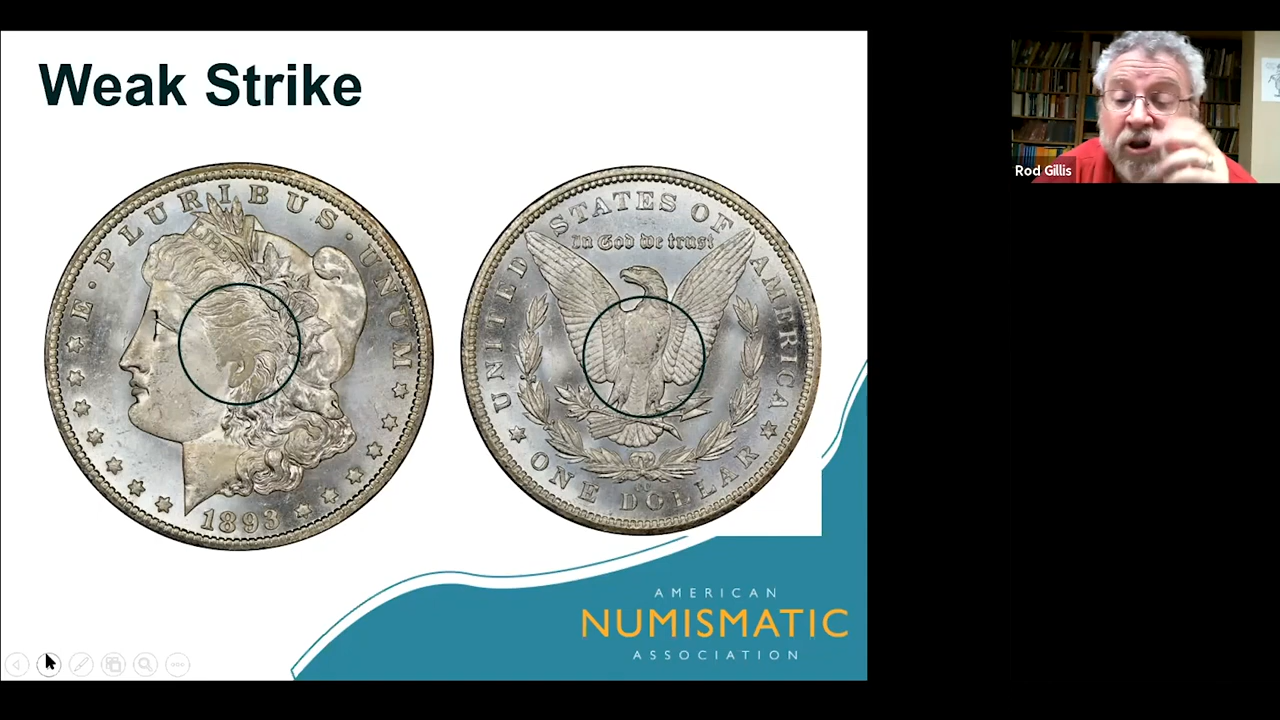 Weak Strike
E · PLURIBUS · UNUM
1893
UNITED STATES OF AMERICA
In God we trust
CC
ONE DOLLAR
AMERICAN
NUMISMATIC
ASSOCIATION
Rod Gillis